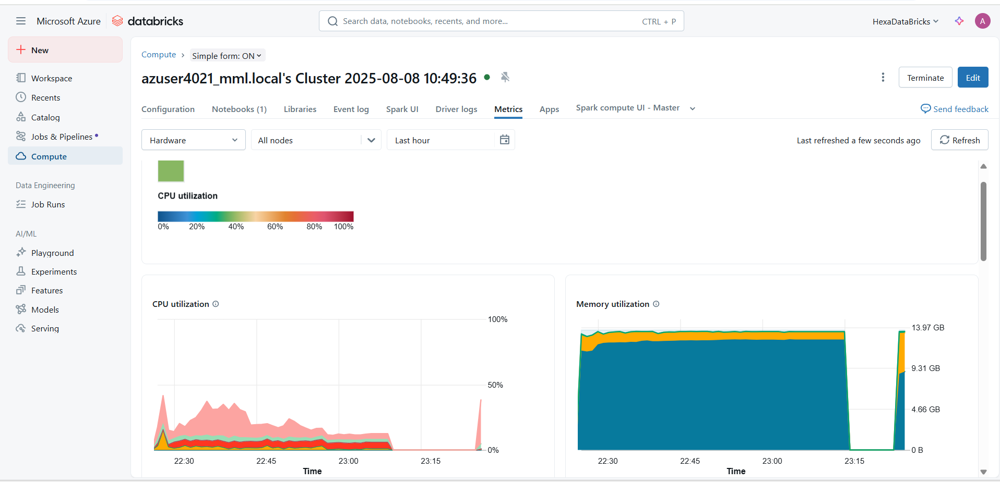 Microsoft Azure databricks
Search data, notebooks, recents, and more... CTRL + P
HexaDataBricks
A
New
Workspace
Recents
Catalog
Jobs & Pipelines
Compute
Data Engineering
Job Runs
AI/ML
Playground
Experiments
Features
Models
Serving
Compute › Simple form: ON
azuser4021_mml.local's Cluster 2025-08-08 10:49:36
Terminate
Edit
Configuration Notebooks (1) Libraries Event log Spark UI Driver logs Metrics Apps Spark compute UI - Master
Send feedback
Hardware All nodes Last hour
Last refreshed a few seconds ago Refresh
CPU utilization
0% 20% 40% 60% 80% 100%
CPU utilization
100%
50%
0%
22:30 22:45 23:00 23:15
Time
Memory utilization
13.97 GB
9.31 GB
4.66 GB
0 B
22:30 22:45 23:00 23:15
Time